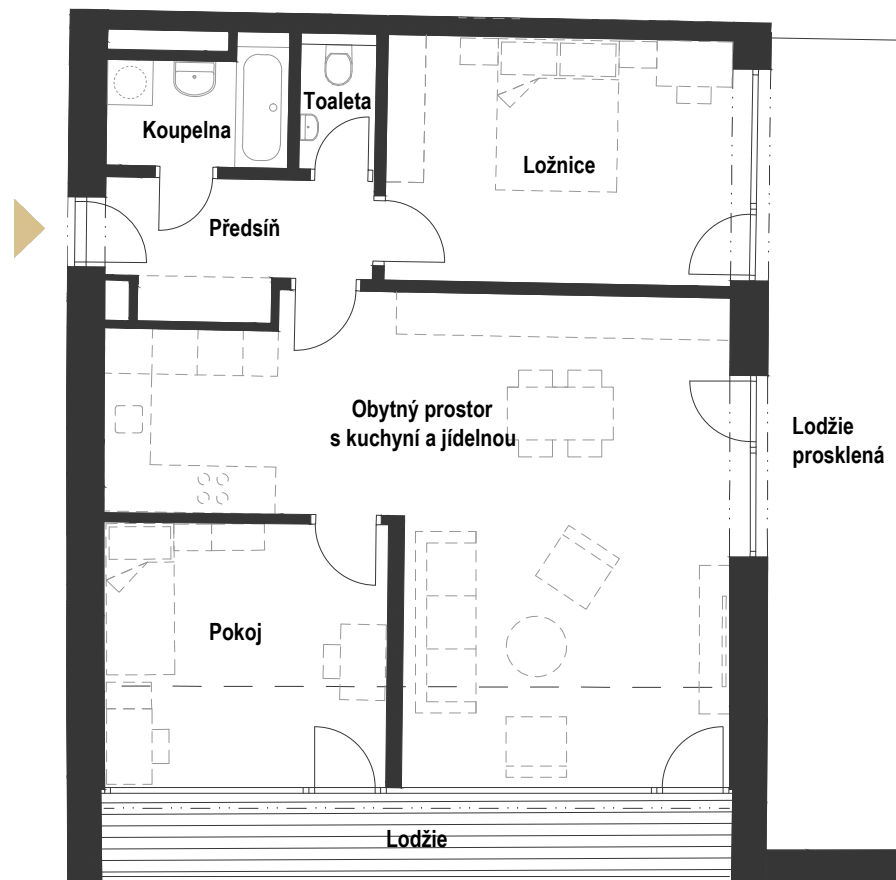 Toaleta
Koupelna
Ložnice
Předsíň
Obytný prostor
s kuchyní a jídelnou
Lodžie
prosklená
Pokoj
Lodžie